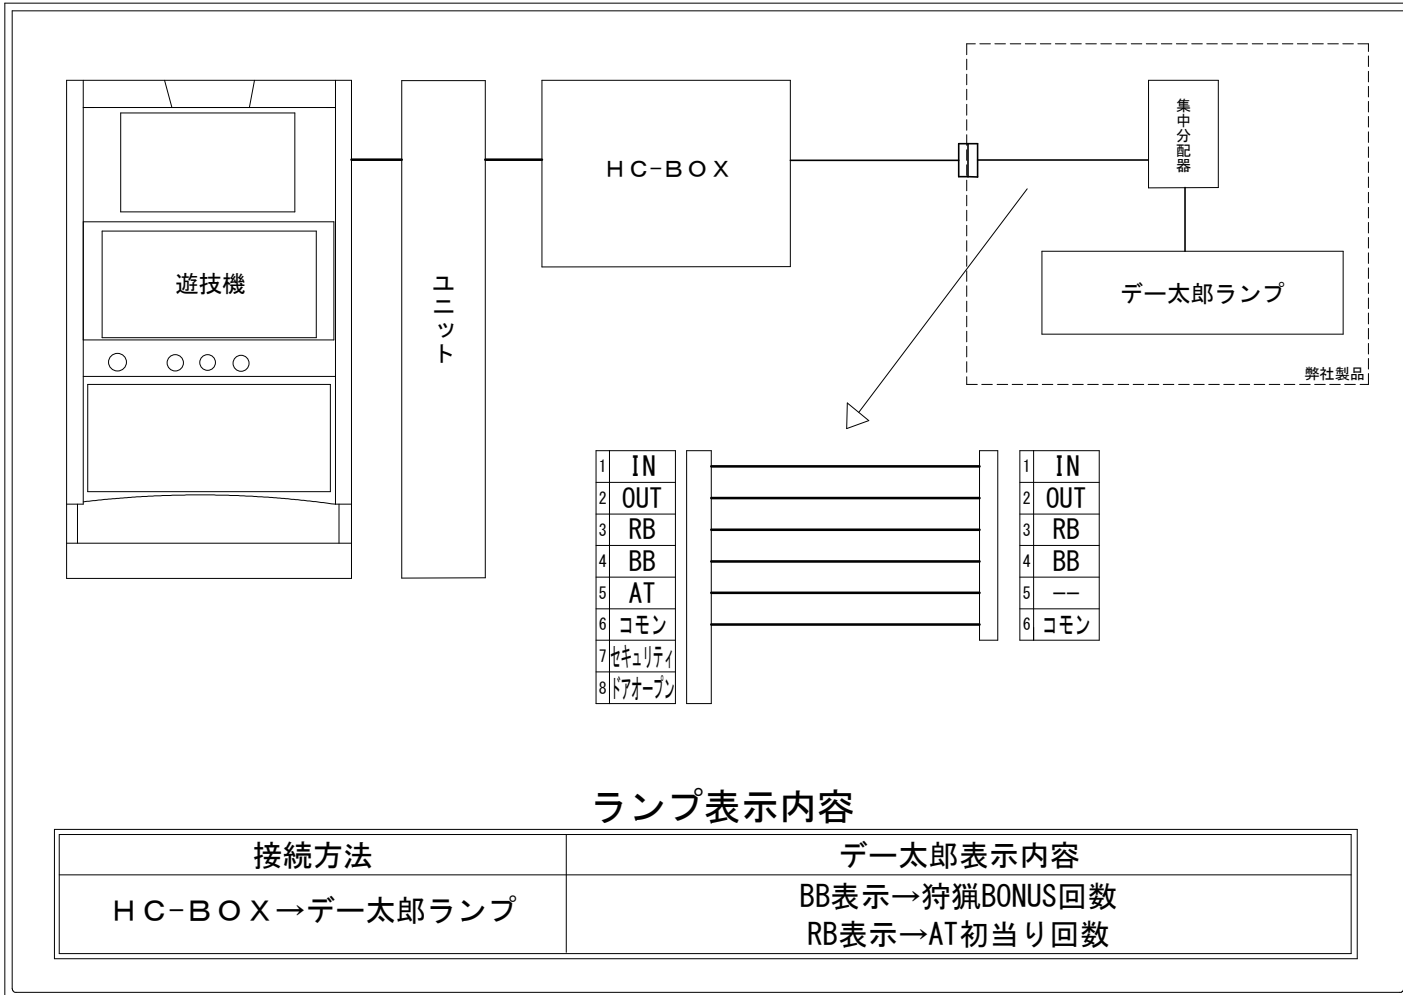 遊技機
ユニット
HC-BOX
集中分配器
デー太郎ランプ
弊社製品
1 IN
2 OUT
3 RB
4 BB
5 AT
6 コモン
7 セキュリティ
8 ドアオープン
1 IN
2 OUT
3 RB
4 BB
5 --
6 コモン
ランプ表示内容
接続方法 デー太郎表示内容
HC-BOX→デー太郎ランプ
BB表示→狩猟BONUS回数
RB表示→AT初当り回数